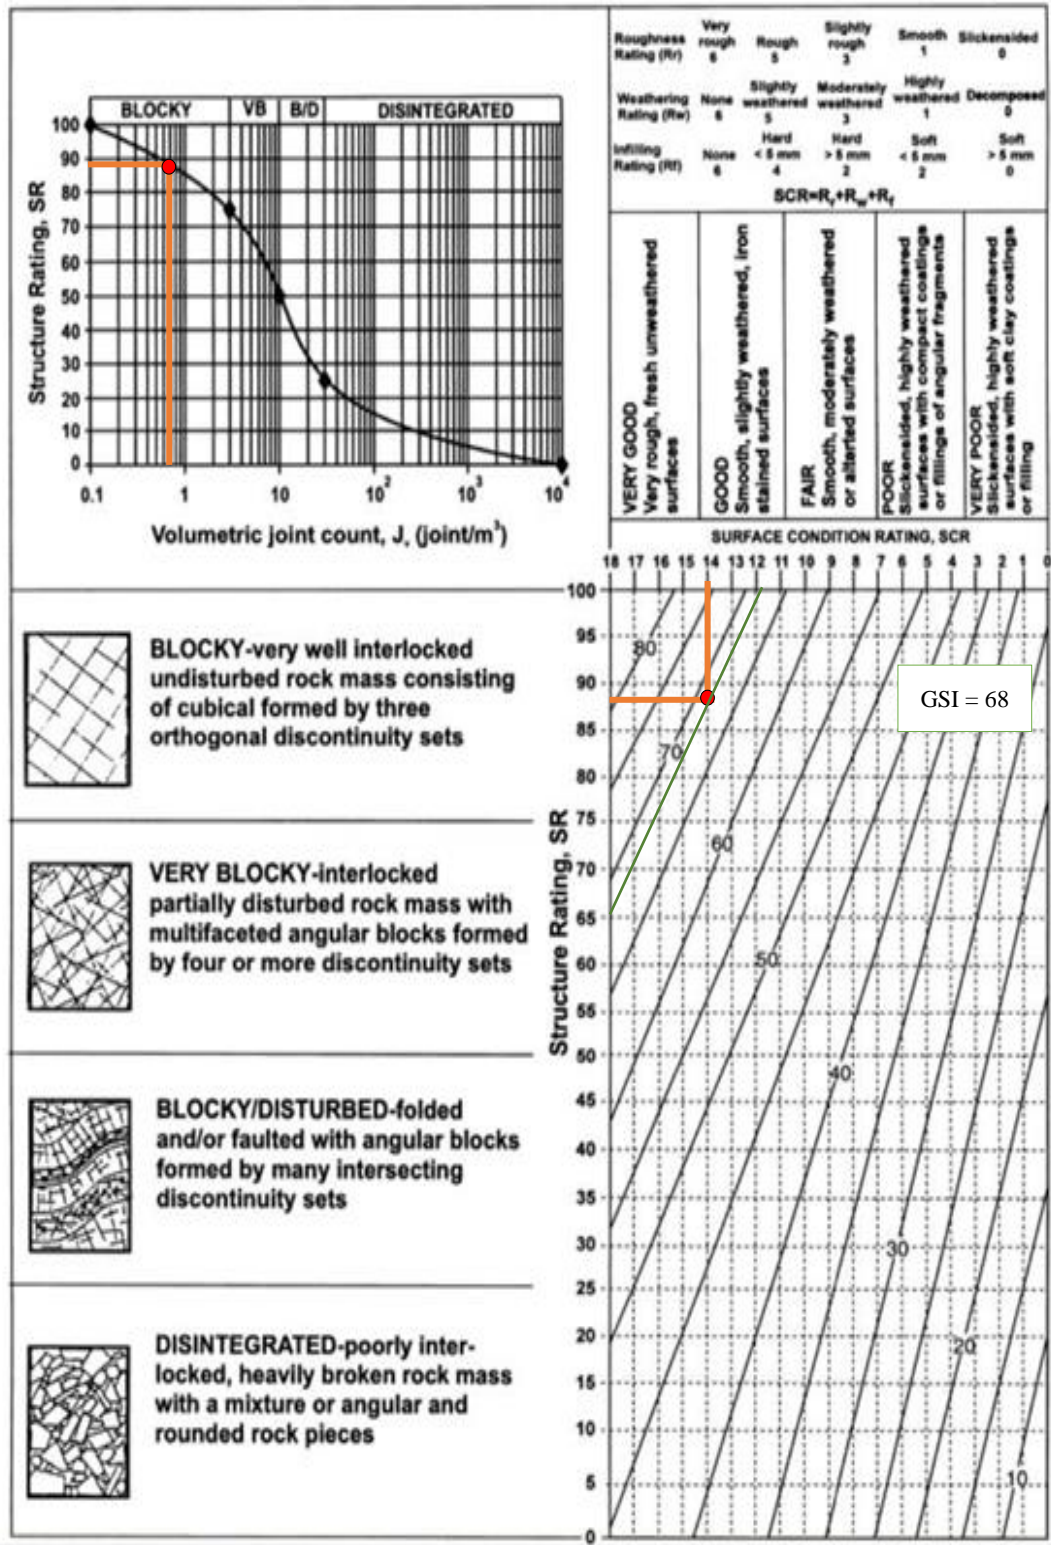 Roughness Rating (Rr)
Very rough 6
Rough 5
Slightly rough 3
Smooth 1
Slickensided 0
Weathering Rating (Rw)
None 6
Slightly weathered 5
Moderately weathered 3
Highly weathered 1
Decomposed 0
Infilling Rating (Rf)
None 6
Hard < 5 mm 4
Hard > 5 mm 2
Soft < 5 mm 2
Soft > 5 mm 0
SCR=Rr+Rw+Rf
BLOCKY VB B/D DISINTEGRATED
Structure Rating, SR
100
90
80
70
60
50
40
30
20
10
0
0.1 1 10 10² 10³ 10⁴
Volumetric joint count, Jv (joint/m³)
VERY GOOD
Very rough, fresh unweathered
surfaces
GOOD
Smooth, slightly weathered, iron
stained surfaces
FAIR
Smooth, moderately weathered
or altered surfaces
POOR
Slickensided, highly weathered
surfaces with compact coatings
or fillings of angular fragments
VERY POOR
Slickensided, highly weathered
surfaces with soft clay coatings
or filling
SURFACE CONDITION RATING, SCR
18 17 16 15 14 13 12 11 10 9 8 7 6 5 4 3 2 1 0
BLOCKY-very well interlocked
undisturbed rock mass consisting
of cubical formed by three
orthogonal discontinuity sets
VERY BLOCKY-interlocked
partially disturbed rock mass with
multifaceted angular blocks formed
by four or more discontinuity sets
BLOCKY/DISTURBED-folded
and/or faulted with angular blocks
formed by many intersecting
discontinuity sets
DISINTEGRATED-poorly inter-
locked, heavily broken rock mass
with a mixture or angular and
rounded rock pieces
Structure Rating, SR
100
95
90
85
80
75
70
65
60
55
50
45
40
35
30
25
20
15
10
5
0
80
70
60
50
40
30
20
10
GSI = 68